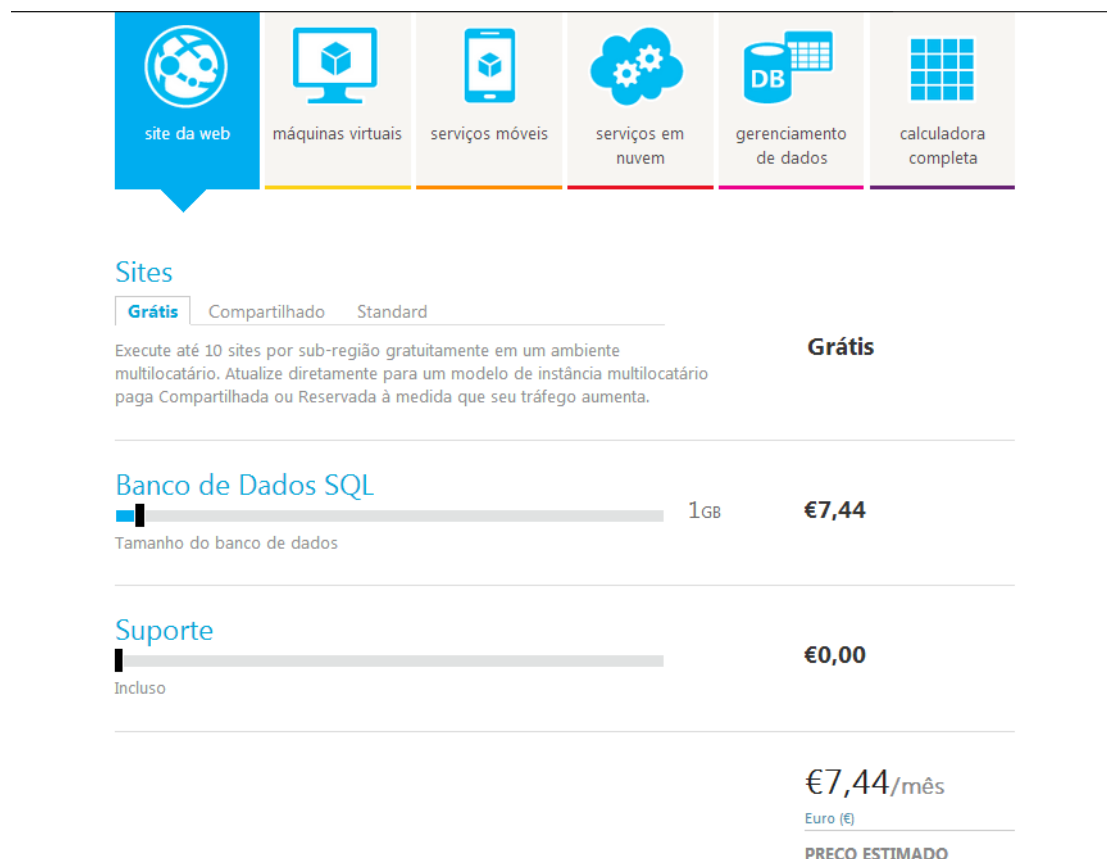 site da web
máquinas virtuais
serviços móveis
serviços em
nuvem
DB
gerenciamento
de dados
calculadora
completa
Sites
Grátis Compartilhado Standard
Execute até 10 sites por sub-região gratuitamente em um ambiente
multilocatário. Atualize diretamente para um modelo de instância multilocatário
paga Compartilhada ou Reservada à medida que seu tráfego aumenta.
Grátis
Banco de Dados SQL
1GB
€7,44
Tamanho do banco de dados
Suporte
€0,00
Incluso
€7,44/mês
Euro (€)
PREÇO ESTIMADO